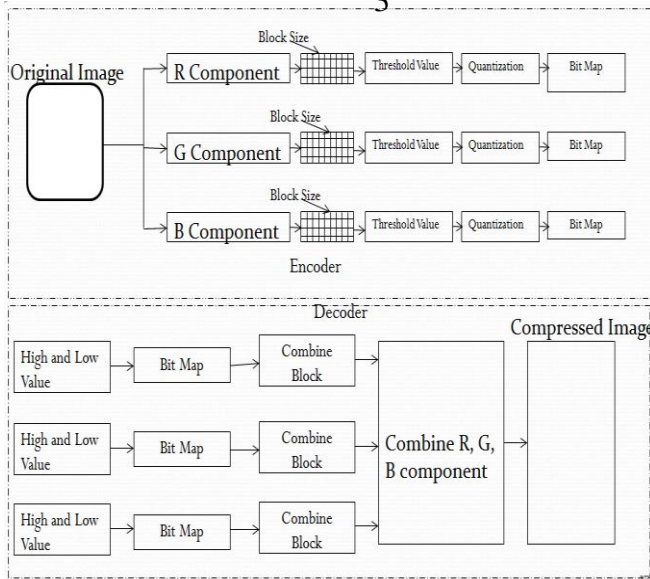 Block Size
Original Image
R Component
Threshold Value
Quantization
Bit Map
Block Size
G Component
Threshold Value
Quantization
Bit Map
Block Size
B Component
Threshold Value
Quantization
Bit Map
Encoder
Decoder
Compressed Image
High and Low
Value
Bit Map
Combine
Block
High and Low
Value
Bit Map
Combine
Block
Combine R, G,
B component
High and Low
Value
Bit Map
Combine
Block